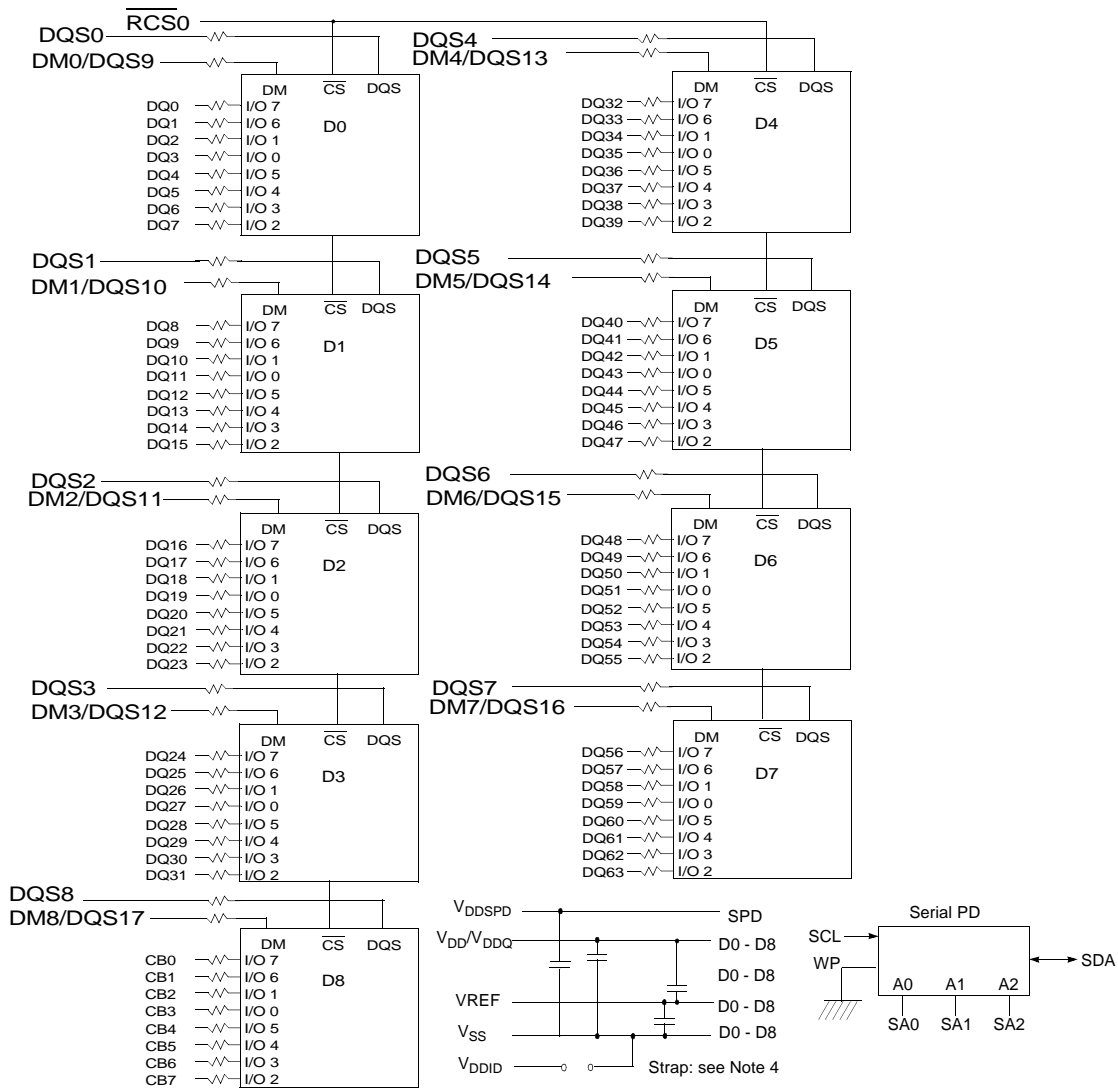 RCS0
DQS0
DM0/DQS9
DM CS DQS
D0
DQ0 I/O 7
DQ1 I/O 6
DQ2 I/O 1
DQ3 I/O 0
DQ4 I/O 5
DQ5 I/O 4
DQ6 I/O 3
DQ7 I/O 2
DQS1
DM1/DQS10
DM CS DQS
D1
DQ8 I/O 7
DQ9 I/O 6
DQ10 I/O 1
DQ11 I/O 0
DQ12 I/O 5
DQ13 I/O 4
DQ14 I/O 3
DQ15 I/O 2
DQS2
DM2/DQS11
DM CS DQS
D2
DQ16 I/O 7
DQ17 I/O 6
DQ18 I/O 1
DQ19 I/O 0
DQ20 I/O 5
DQ21 I/O 4
DQ22 I/O 3
DQ23 I/O 2
DQS3
DM3/DQS12
DM CS DQS
D3
DQ24 I/O 7
DQ25 I/O 6
DQ26 I/O 1
DQ27 I/O 0
DQ28 I/O 5
DQ29 I/O 4
DQ30 I/O 3
DQ31 I/O 2
DQS8
DM8/DQS17
DM CS DQS
D8
CB0 I/O 7
CB1 I/O 6
CB2 I/O 1
CB3 I/O 0
CB4 I/O 5
CB5 I/O 4
CB6 I/O 3
CB7 I/O 2
DQS4
DM4/DQS13
DM CS DQS
D4
DQ32 I/O 7
DQ33 I/O 6
DQ34 I/O 1
DQ35 I/O 0
DQ36 I/O 5
DQ37 I/O 4
DQ38 I/O 3
DQ39 I/O 2
DQS5
DM5/DQS14
DM CS DQS
D5
DQ40 I/O 7
DQ41 I/O 6
DQ42 I/O 1
DQ43 I/O 0
DQ44 I/O 5
DQ45 I/O 4
DQ46 I/O 3
DQ47 I/O 2
DQS6
DM6/DQS15
DM CS DQS
D6
DQ48 I/O 7
DQ49 I/O 6
DQ50 I/O 1
DQ51 I/O 0
DQ52 I/O 5
DQ53 I/O 4
DQ54 I/O 3
DQ55 I/O 2
DQS7
DM7/DQS16
DM CS DQS
D7
DQ56 I/O 7
DQ57 I/O 6
DQ58 I/O 1
DQ59 I/O 0
DQ60 I/O 5
DQ61 I/O 4
DQ62 I/O 3
DQ63 I/O 2
VDDSPD SPD
VDD/VDDQ D0 - D8
D0 - D8
VREF D0 - D8
VSS D0 - D8
VDDID Strap: see Note 4
Serial PD
SCL
WP
SDA
A0 A1 A2
SA0 SA1 SA2